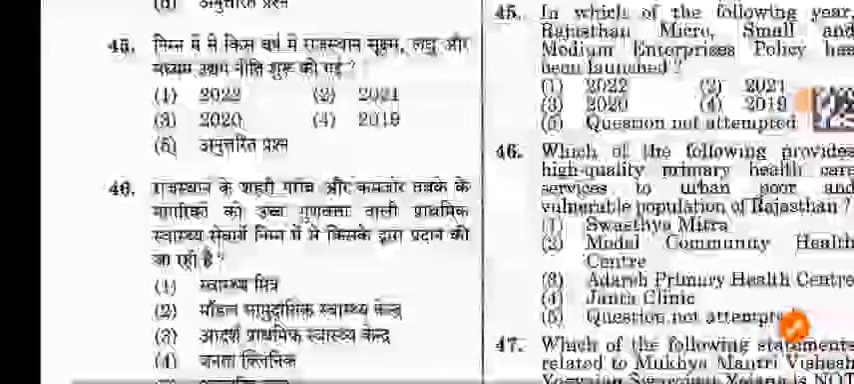 (5) अनुत्तरित प्रश्न
45. निम्न में से किस वर्ष में राजस्थान सूक्ष्म, लघु और
मध्यम उद्यम नीति शुरू की गई ?
(1) 2022 (2) 2021
(3) 2020 (4) 2019
(5) अनुत्तरित प्रश्न
46. राजस्थान के शहरी गरीब और कमजोर तबके के
नागरिकों को उच्च गुणवत्ता वाली प्राथमिक
स्वास्थ्य सेवायें निम्न में से किसके द्वारा प्रदान की
जा रही है ?
(1) स्वास्थ्य मित्र
(2) मॉडल सामुदायिक स्वास्थ्य केन्द्र
(3) आदर्श प्राथमिक स्वास्थ्य केन्द्र
(4) जनता क्लिनिक
45. In which of the following year,
Rajasthan Micro, Small and
Medium Enterprises Policy has
been launched ?
(1) 2022 (2) 2021
(3) 2020 (4) 2019
(5) Question not attempted
46. Which of the following provides
high-quality primary health care
services to urban poor and
vulnerable population of Rajasthan ?
(1) Swasthya Mitra
(2) Model Community Health
Centre
(3) Adarsh Primary Health Centre
(4) Janta Clinic
(5) Question not
47. Which of the following statements
related to Mukhya Mantri Vishesh
Yogyajan Swarojgar Yojana is NOT